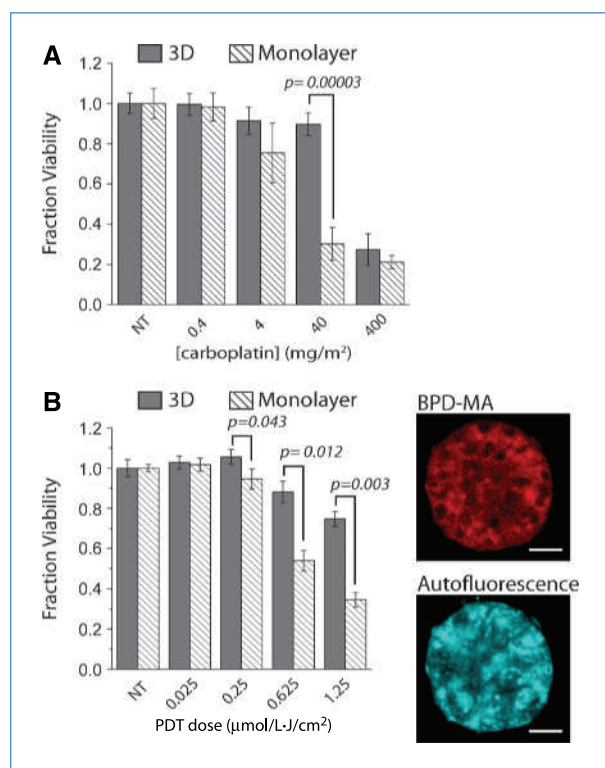 A
3D Monolayer
p= 0.00003
1.2
1.0
0.8
0.6
0.4
0.2
0.0
Fraction Viability
NT 0.4 4 40 400
[carboplatin] (mg/m²)
B
3D Monolayer
p=0.043
p= 0.012
p=0.003
1.2
1.0
0.8
0.6
0.4
0.2
0.0
Fraction Viability
NT 0.025 0.25 0.625 1.25
PDT dose (μmol/L·J/cm²)
BPD-MA
Autofluorescence